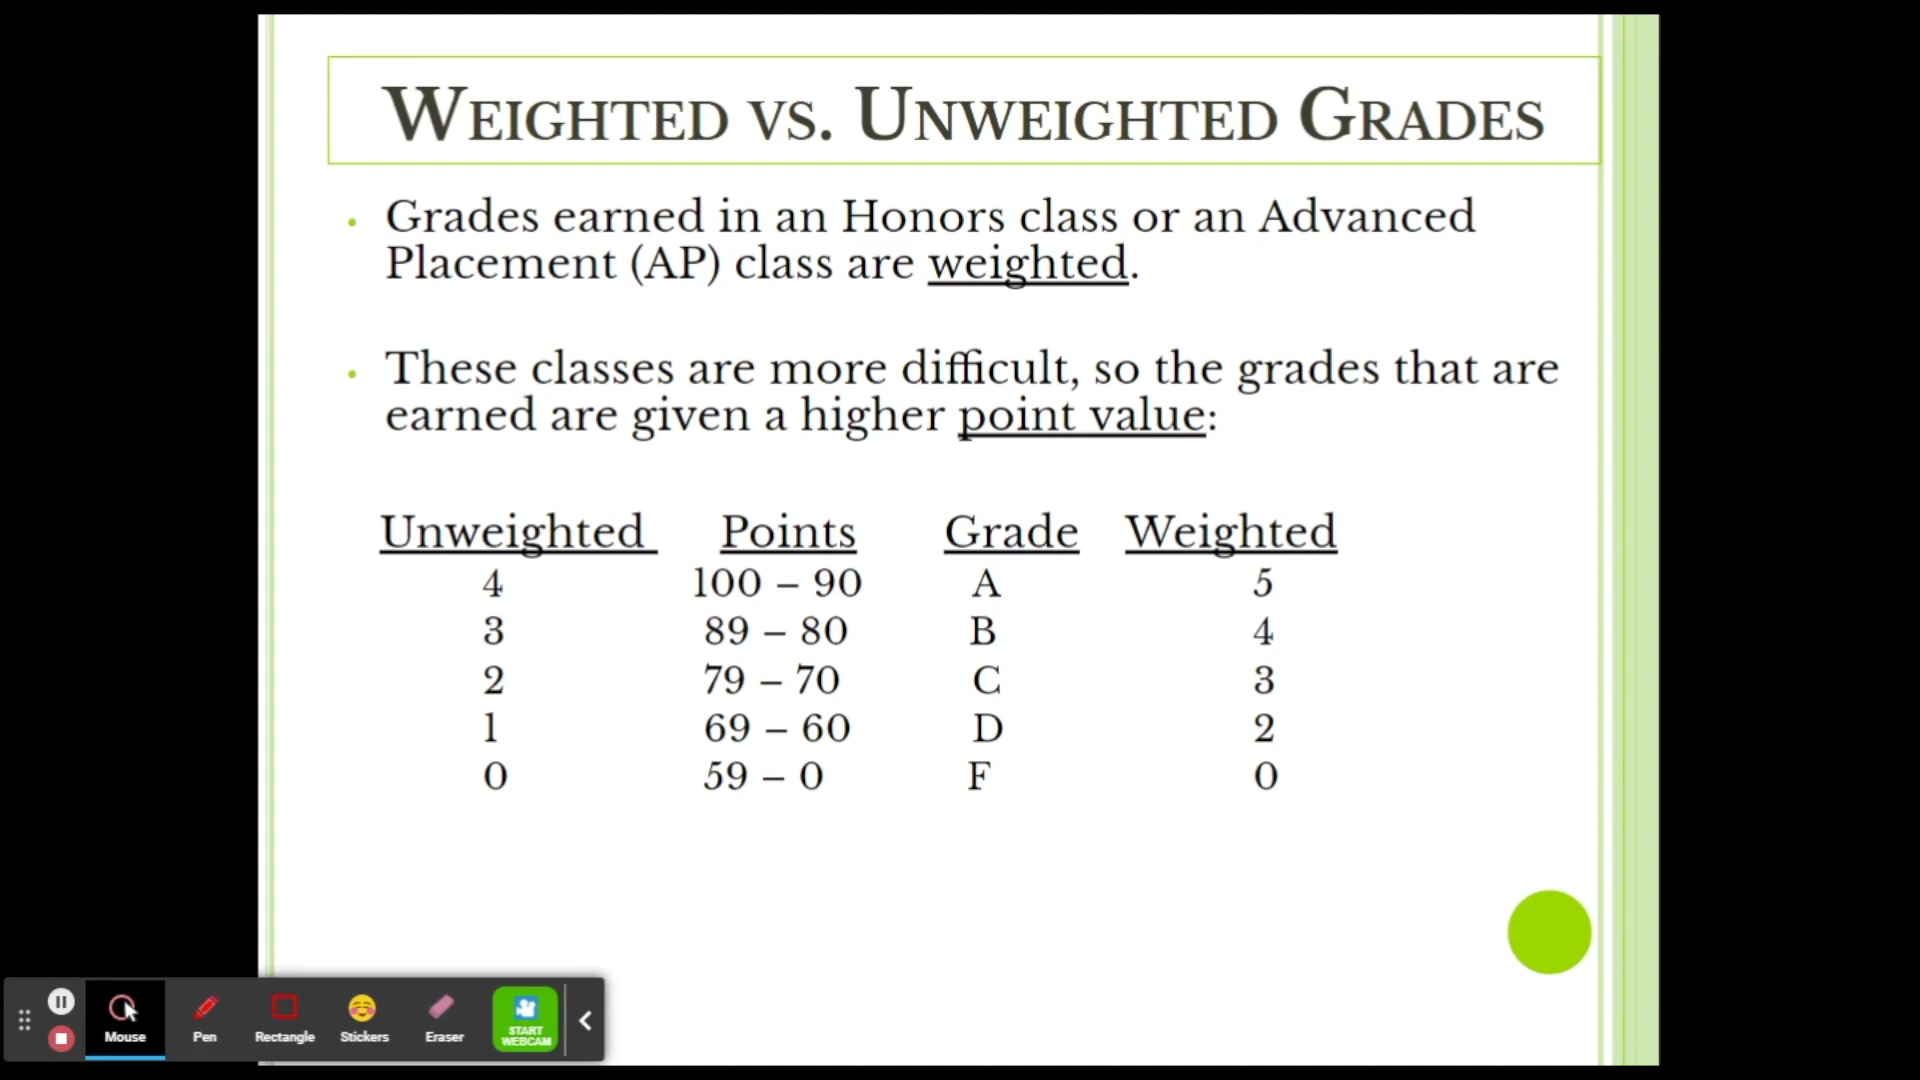 WEIGHTED VS. UNWEIGHTED GRADES
• Grades earned in an Honors class or an Advanced
Placement (AP) class are weighted.
• These classes are more difficult, so the grades that are
earned are given a higher point value:
Unweighted Points Grade Weighted
4 100 – 90 A 5
3 89 – 80 B 4
2 79 – 70 C 3
1 69 – 60 D 2
0 59 – 0 F 0
Mouse Pen Rectangle Stickers Eraser START
WEBCAM